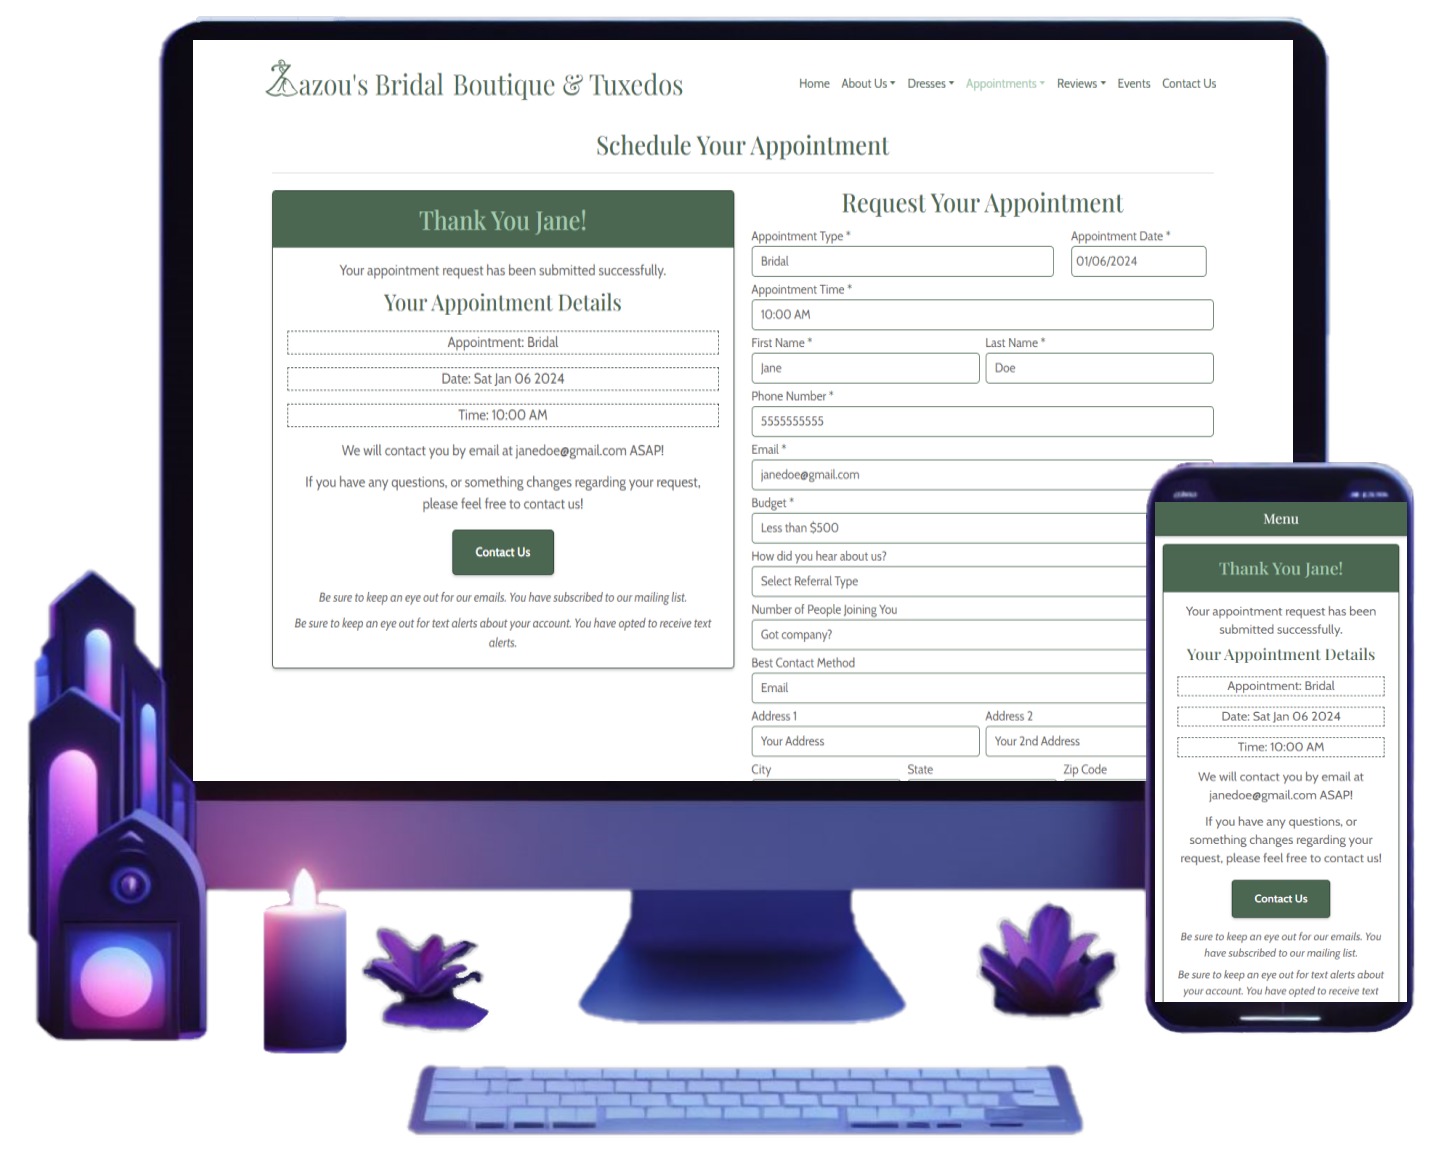 Zazou's Bridal Boutique & Tuxedos
Home About Us Dresses Appointments Reviews Events Contact Us
Schedule Your Appointment
Thank You Jane!
Your appointment request has been submitted successfully.
Your Appointment Details
Appointment: Bridal
Date: Sat Jan 06 2024
Time: 10:00 AM
We will contact you by email at janedoe@gmail.com ASAP!
If you have any questions, or something changes regarding your request,
please feel free to contact us!
Contact Us
Be sure to keep an eye out for our emails. You have subscribed to our mailing list.
Be sure to keep an eye out for text alerts about your account. You have opted to receive text
alerts.
Request Your Appointment
Appointment Type * Appointment Date *
Bridal 01/06/2024
Appointment Time *
10:00 AM
First Name * Last Name *
Jane Doe
Phone Number *
5555555555
Email *
janedoe@gmail.com
Budget *
Less than $500
How did you hear about us?
Select Referral Type
Number of People Joining You
Got company?
Best Contact Method
Email
Address 1 Address 2
Your Address Your 2nd Address
City State Zip Code
Menu
Thank You Jane!
Your appointment request has been
submitted successfully.
Your Appointment Details
Appointment: Bridal
Date: Sat Jan 06 2024
Time: 10:00 AM
We will contact you by email at
janedoe@gmail.com ASAP!
If you have any questions, or
something changes regarding your
request, please feel free to contact us!
Contact Us
Be sure to keep an eye out for our emails. You
have subscribed to our mailing list.
Be sure to keep an eye out for text alerts about
your account. You have opted to receive text